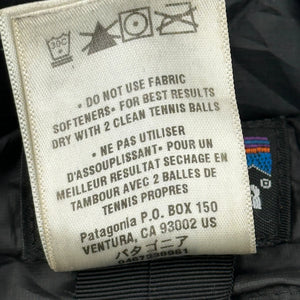 30C
• DO NOT USE FABRIC
SOFTENERS• FOR BEST RESULTS
DRY WITH 2 CLEAN TENNIS BALLS
• NE PAS UTILISER
D'ASSOUPLISSANT• POUR UN
MEILLEUR RESULTAT SECHAGE EN
TAMBOUR AVEC 2 BALLES DE
TENNIS PROPRES
Patagonia P.O. BOX 150
VENTURA, CA 93002 US
パタゴニア